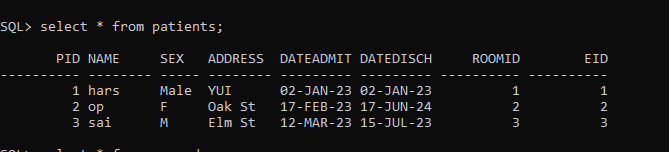 SQL> select * from patients;
PID NAME SEX ADDRESS DATEADMIT DATEDISCH ROOMID EID
---------- ----- ----- ------- --------- --------- ---------- ----------
1 hars Male YUI 02-JAN-23 02-JAN-23 1 1
2 op F Oak St 17-FEB-23 17-JUN-24 2 2
3 sai M Elm St 12-MAR-23 15-JUL-23 3 3